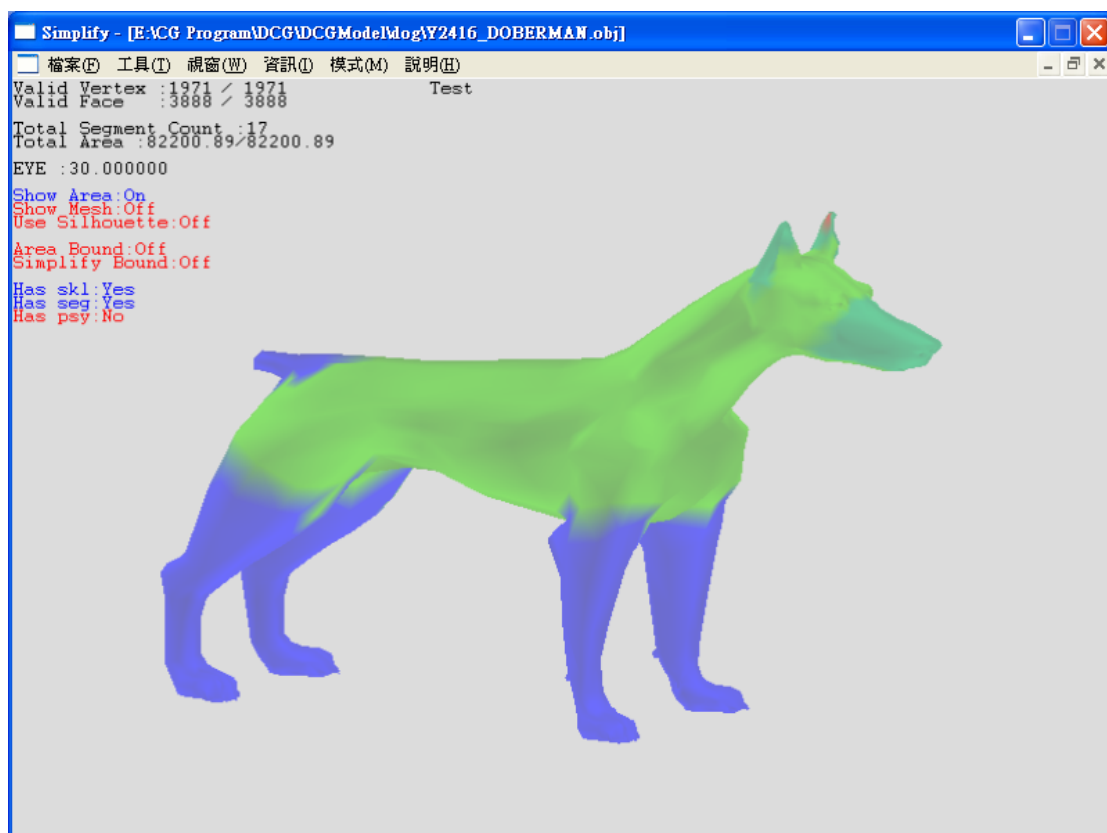 Simplify - [E:\CG Program\DCG\DCGModel\dog\Y2416_DOBERMAN.obj]
檔案(F) 工具(T) 視窗(W) 資訊(I) 模式(M) 說明(H)
Valid Vertex :1971 / 1971 Test
Valid Face :3888 / 3888
Total Segment Count :17
Total Area :82200.89/82200.89
EYE :30.000000
Show Area:On
Show Mesh:Off
Use Silhouette:Off
Area Bound:Off
Simplify Bound:Off
Has skl:Yes
Has seg:Yes
Has psy:No